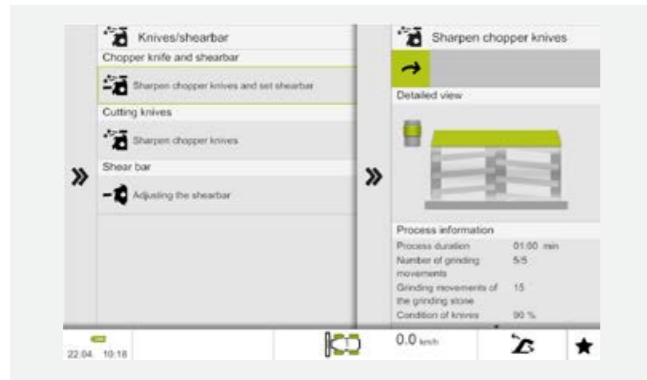 Knives/shearbar
Chopper knife and shearbar
Sharpen chopper knives and set shearbar
Cutting knives
Sharpen chopper knives
Shear bar
Adjusting the shearbar
Sharpen chopper knives
Detailed view
Process information
Process duration 01:00 min
Number of grinding 5/5
movements
Grinding movements of 15
the grinding stone
Condition of knives 90 %
22.04. 10:18
0.0 km/h